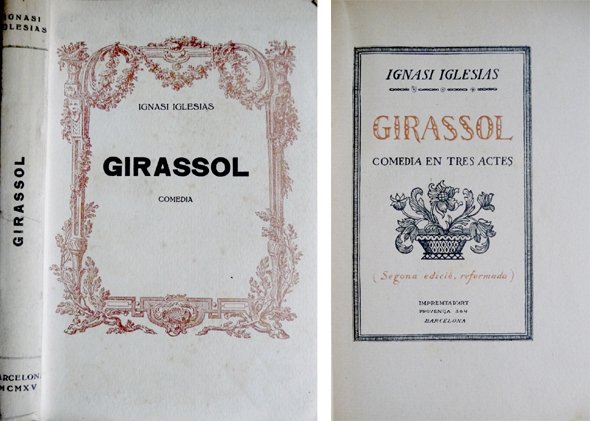 IGNASI
IGLESIAS
GIRASSOL
BARCELONA
MCMXV
IGNASI IGLESIAS
GIRASSOL
COMEDIA
IGNASI IGLESIAS
GIRASSOL
COMEDIA EN TRES ACTES
(Segona edició, reformada)
IMPREMTA D'ART
PROVENÇA 264
BARCELONA